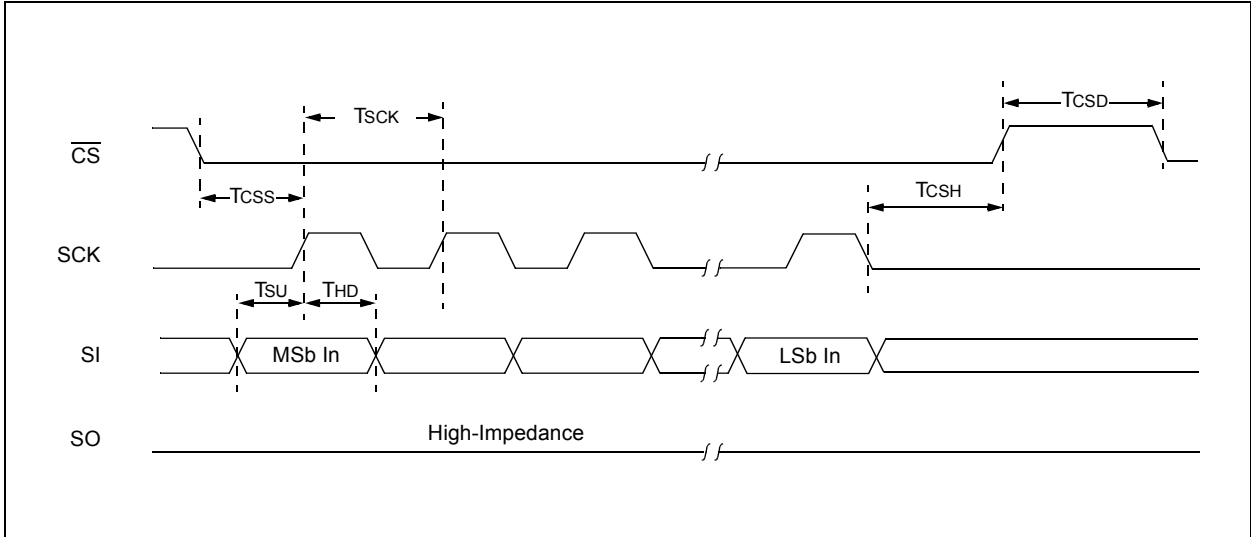 TSCK
TCSD
CS
TCSS
TCSH
SCK
TSU
THD
SI
MSb In
LSb In
SO
High-Impedance